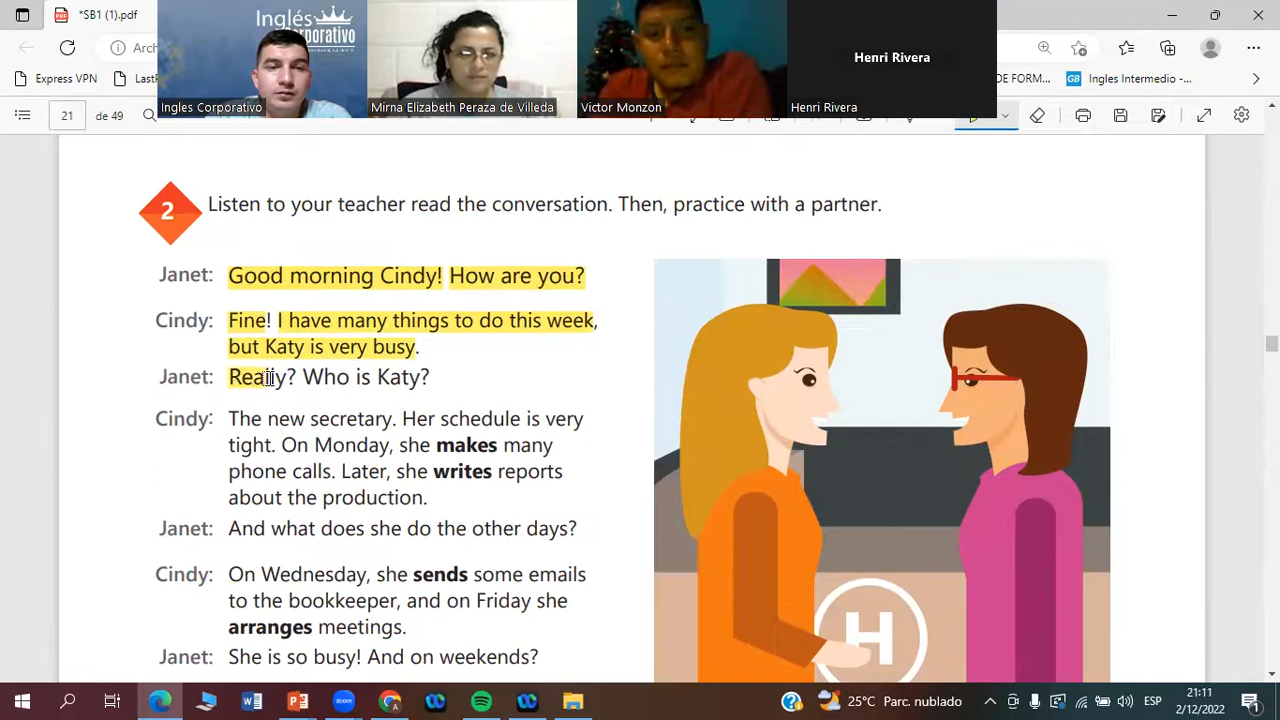 *SB1 (1).pdf
Inglés
Corporativo
Henri Rivera
Ingles Corporativo
Mirna Elizabeth Peraza de Villeda
Victor Monzon
Henri Rivera
Arch
Express VPN
LastP
DE FORM...
GB Ingles Intermedio -...
21 de 49
2 Listen to your teacher read the conversation. Then, practice with a partner.
Janet: Good morning Cindy! How are you?
Cindy: Fine! I have many things to do this week,
but Katy is very busy.
Janet: Really? Who is Katy?
Cindy: The new secretary. Her schedule is very
tight. On Monday, she makes many
phone calls. Later, she writes reports
about the production.
Janet: And what does she do the other days?
Cindy: On Wednesday, she sends some emails
to the bookkeeper, and on Friday she
arranges meetings.
Janet: She is so busy! And on weekends?
H
25°C Parc. nublado
ESP
21:11
2/12/2022
1